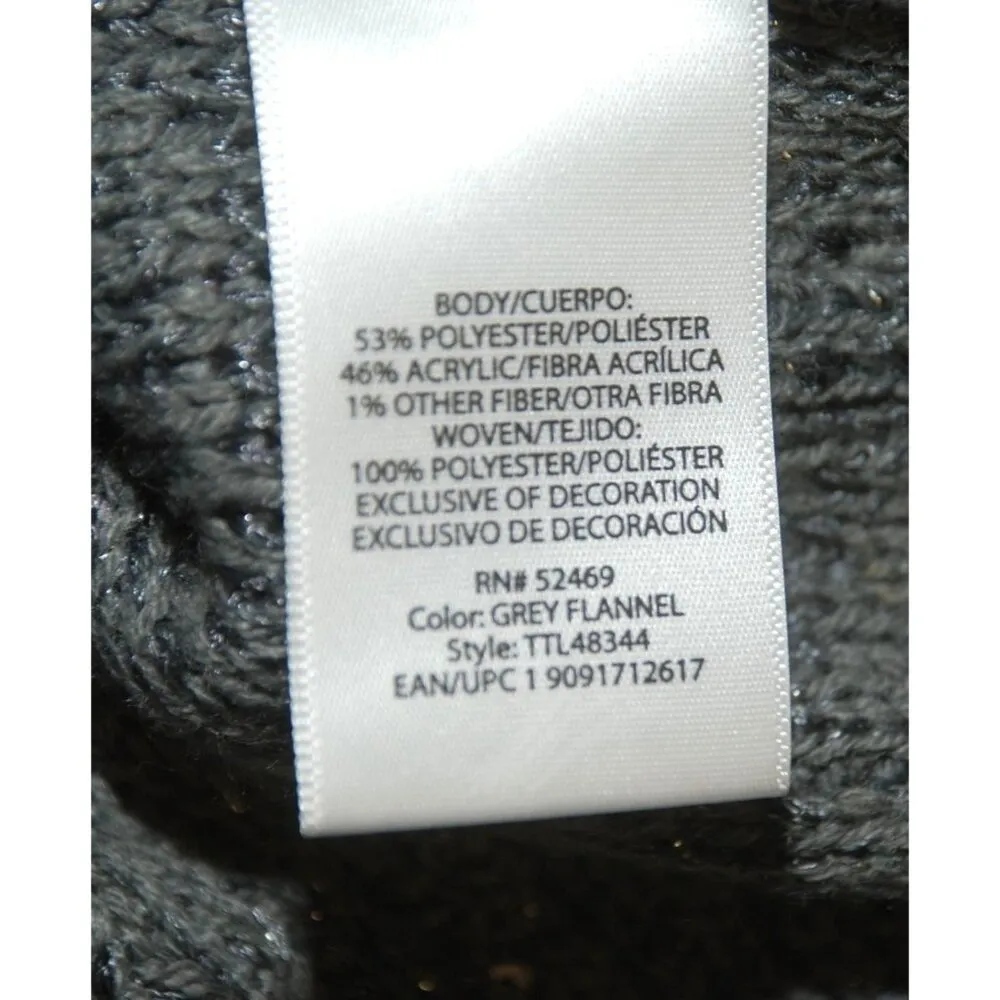 BODY/CUERPO:
53% POLYESTER/POLIÉSTER
46% ACRYLIC/FIBRA ACRÍLICA
1% OTHER FIBER/OTRA FIBRA
WOVEN/TEJIDO:
100% POLYESTER/POLIÉSTER
EXCLUSIVE OF DECORATION
EXCLUSIVO DE DECORACIÓN
RN# 52469
Color: GREY FLANNEL
Style: TTL48344
EAN/UPC 1 9091712617